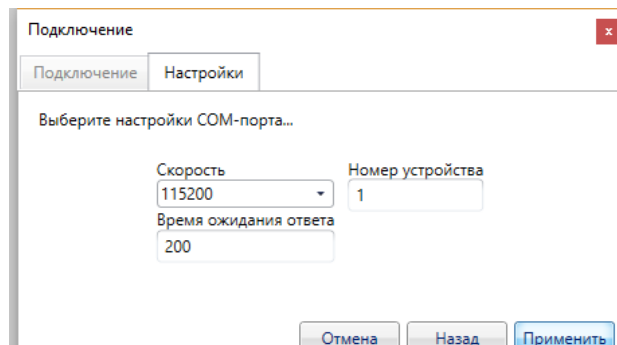 Подключение
x
Подключение Настройки
Выберите настройки COM-порта...
Скорость Номер устройства
115200 1
Время ожидания ответа
200
Отмена Назад Применить